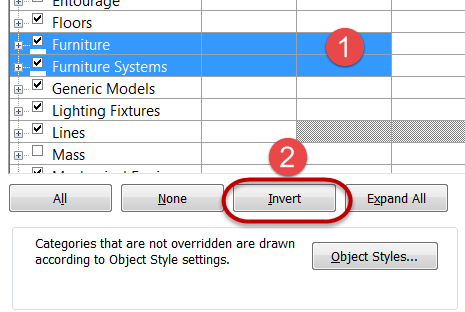 Entourage
Floors
Furniture 1
Furniture Systems
Generic Models
Lighting Fixtures
Lines
Mass 2
All None Invert Expand All
Categories that are not overridden are drawn
according to Object Style settings.
Object Styles...